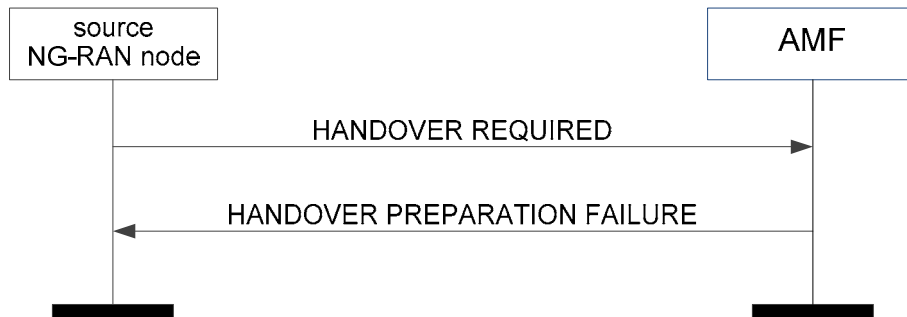 source
NG-RAN node
AMF
HANDOVER REQUIRED
HANDOVER PREPARATION FAILURE